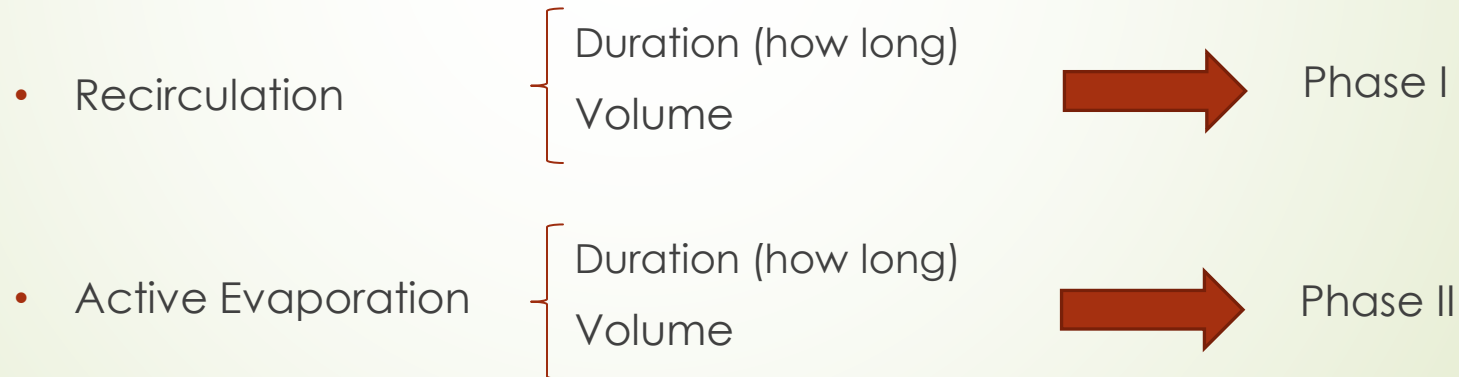 Duration (how long)
• Recirculation
Volume
Phase I
Duration (how long)
• Active Evaporation
Volume
Phase II